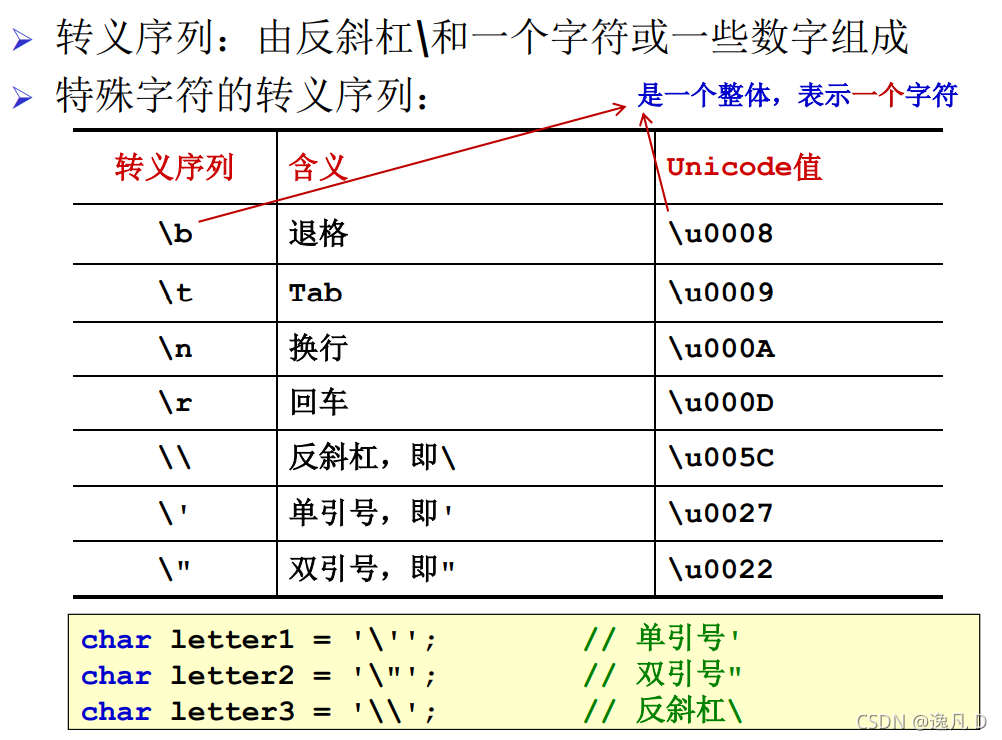 转义序列：由反斜杠\和一个字符或一些数字组成
特殊字符的转义序列：
是一个整体，表示一个字符
转义序列 含义 Unicode值
\b 退格 \u0008
\t Tab \u0009
\n 换行 \u000A
\r 回车 \u000D
\\ 反斜杠，即\ \u005C
\' 单引号，即' \u0027
\" 双引号，即" \u0022
char letter1 = '\''; // 单引号'
char letter2 = '\"'; // 双引号"
char letter3 = '\\'; // 反斜杠\
CSDN @逸凡 D